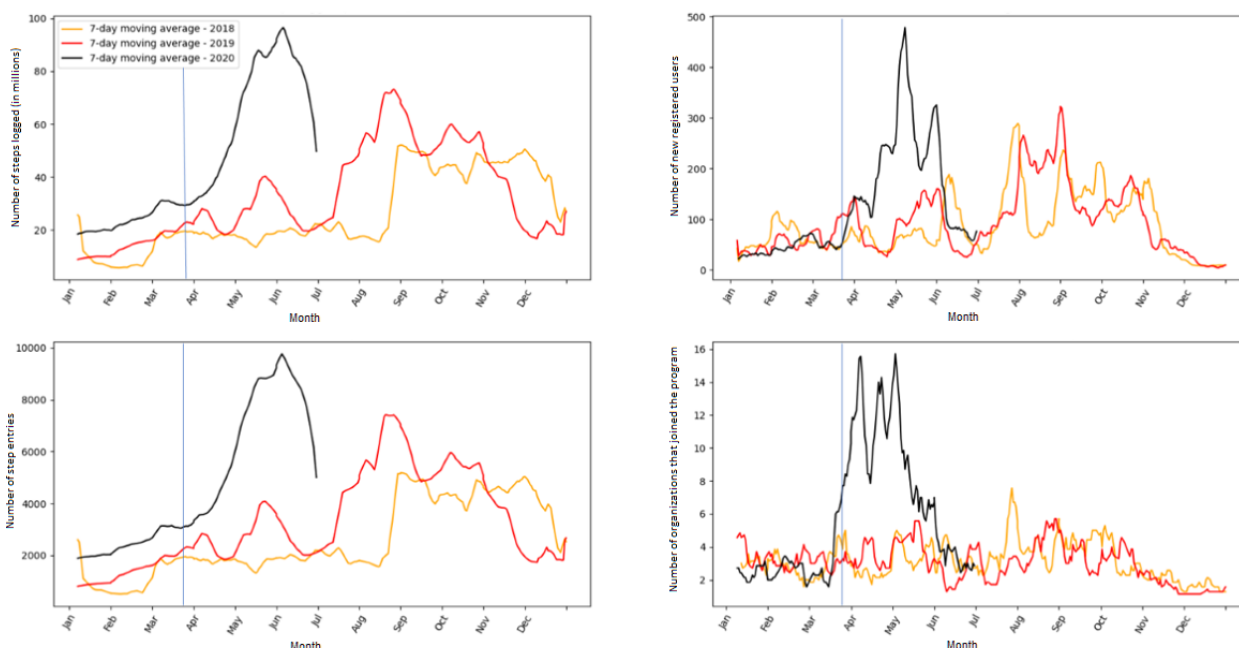 Number of steps logged (in millions)
100
80
60
40
20
7-day moving average - 2018
7-day moving average - 2019
7-day moving average - 2020
Jan Feb Mar Apr May Jun Jul Aug Sep Oct Nov Dec
Month
Number of new registered users
500
400
300
200
100
0
Jan Feb Mar Apr May Jun Jul Aug Sep Oct Nov Dec
Month
Number of step entries
10000
8000
6000
4000
2000
Jan Feb Mar Apr May Jun Jul Aug Sep Oct Nov Dec
Month
Number of organizations that joined the program
16
14
12
10
8
6
4
2
Jan Feb Mar Apr May Jun Jul Aug Sep Oct Nov Dec
Month